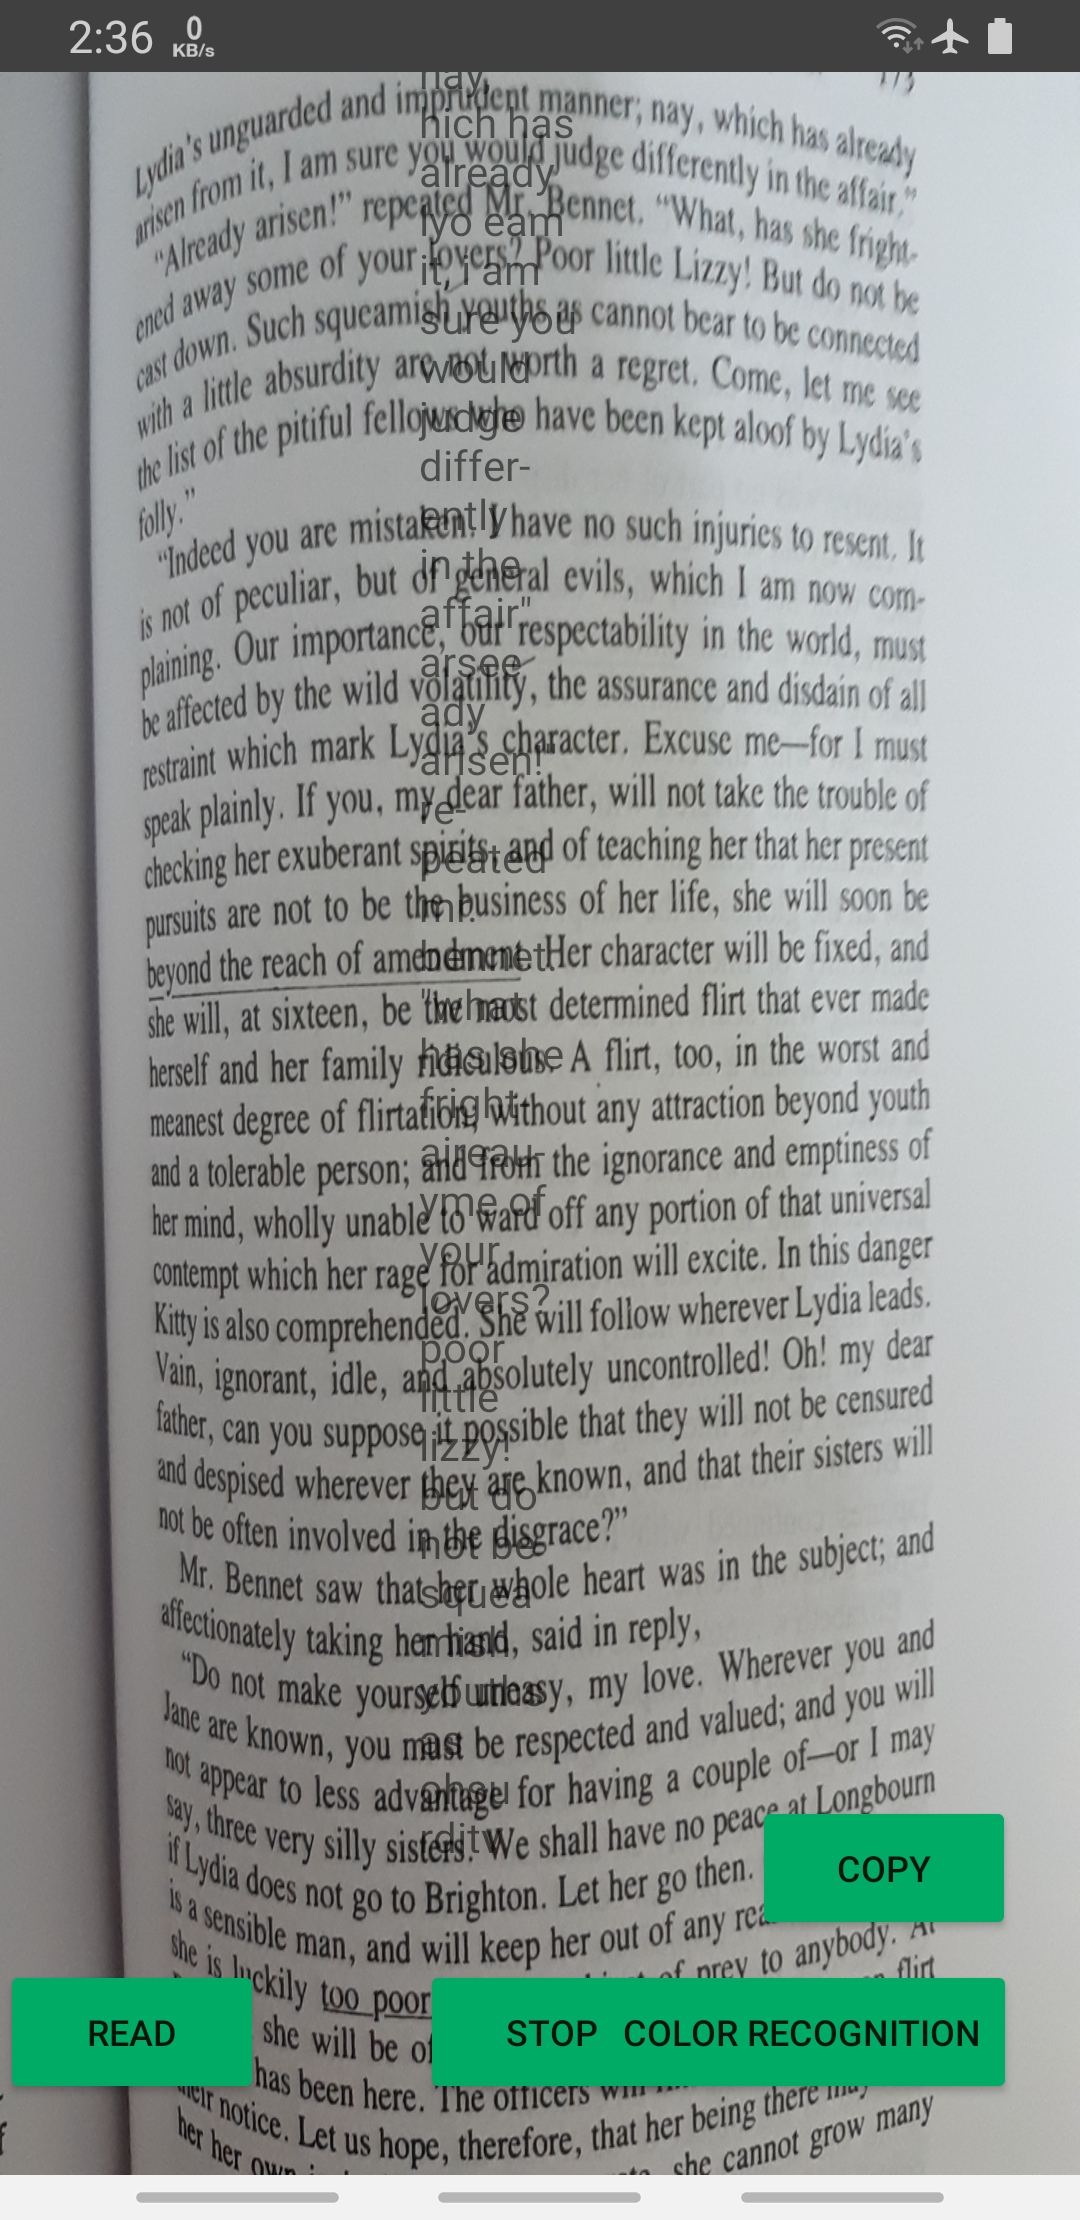 2:36 0 KB/s
173
Lydia's unguarded and imprudent manner; nay, which has already
arisen from it, I am sure you would judge differently in the affair."
"Already arisen!" repeated Mr. Bennet. "What, has she fright-
ened away some of your lovers? Poor little Lizzy! But do not be
cast down. Such squeamish youths as cannot bear to be connected
with a little absurdity are not worth a regret. Come, let me see
the list of the pitiful fellows who have been kept aloof by Lydia's
folly."
"Indeed you are mistaken. I have no such injuries to resent. It
is not of peculiar, but of general evils, which I am now com-
plaining. Our importance, our respectability in the world, must
be affected by the wild volatility, the assurance and disdain of all
restraint which mark Lydia's character. Excuse me—for I must
speak plainly. If you, my dear father, will not take the trouble of
checking her exuberant spirits, and of teaching her that her present
pursuits are not to be the business of her life, she will soon be
beyond the reach of amendment. Her character will be fixed, and
she will, at sixteen, be the most determined flirt that ever made
herself and her family ridiculous. A flirt, too, in the worst and
meanest degree of flirtation; without any attraction beyond youth
and a tolerable person; and from the ignorance and emptiness of
her mind, wholly unable to ward off any portion of that universal
contempt which her rage for admiration will excite. In this danger
Kitty is also comprehended. She will follow wherever Lydia leads.
Vain, ignorant, idle, and absolutely uncontrolled! Oh! my dear
father, can you suppose it possible that they will not be censured
and despised wherever they are known, and that their sisters will
not be often involved in the disgrace?"
Mr. Bennet saw that her whole heart was in the subject; and
affectionately taking her hand, said in reply,
"Do not make yourself uneasy, my love. Wherever you and
Jane are known, you must be respected and valued; and you will
not appear to less advantage for having a couple of—or I may
say, three very silly sisters. We shall have no peace at Longbourn
if Lydia does not go to Brighton. Let her go then.
is a sensible man, and will keep her out of any
she is luckily too poor of prey to anybody. At
she will be flirt
has been here. The officers will
their notice. Let us hope, therefore, that her being there may
her her own she cannot grow many
nay,
hich has
already
iyo eam
it, i am
sure you
would
judge
differ-
ently
in the
affair"
arsee-
ady
arisen!"
re-
peated
mr.
bennet.
"what
has she
fright-
aireau-
yme of
your
lovers?
poor
little
lizzy!
but do
not be
squea
mish
youths
as
absu
rdity
COPY
READ
STOP
COLOR RECOGNITION